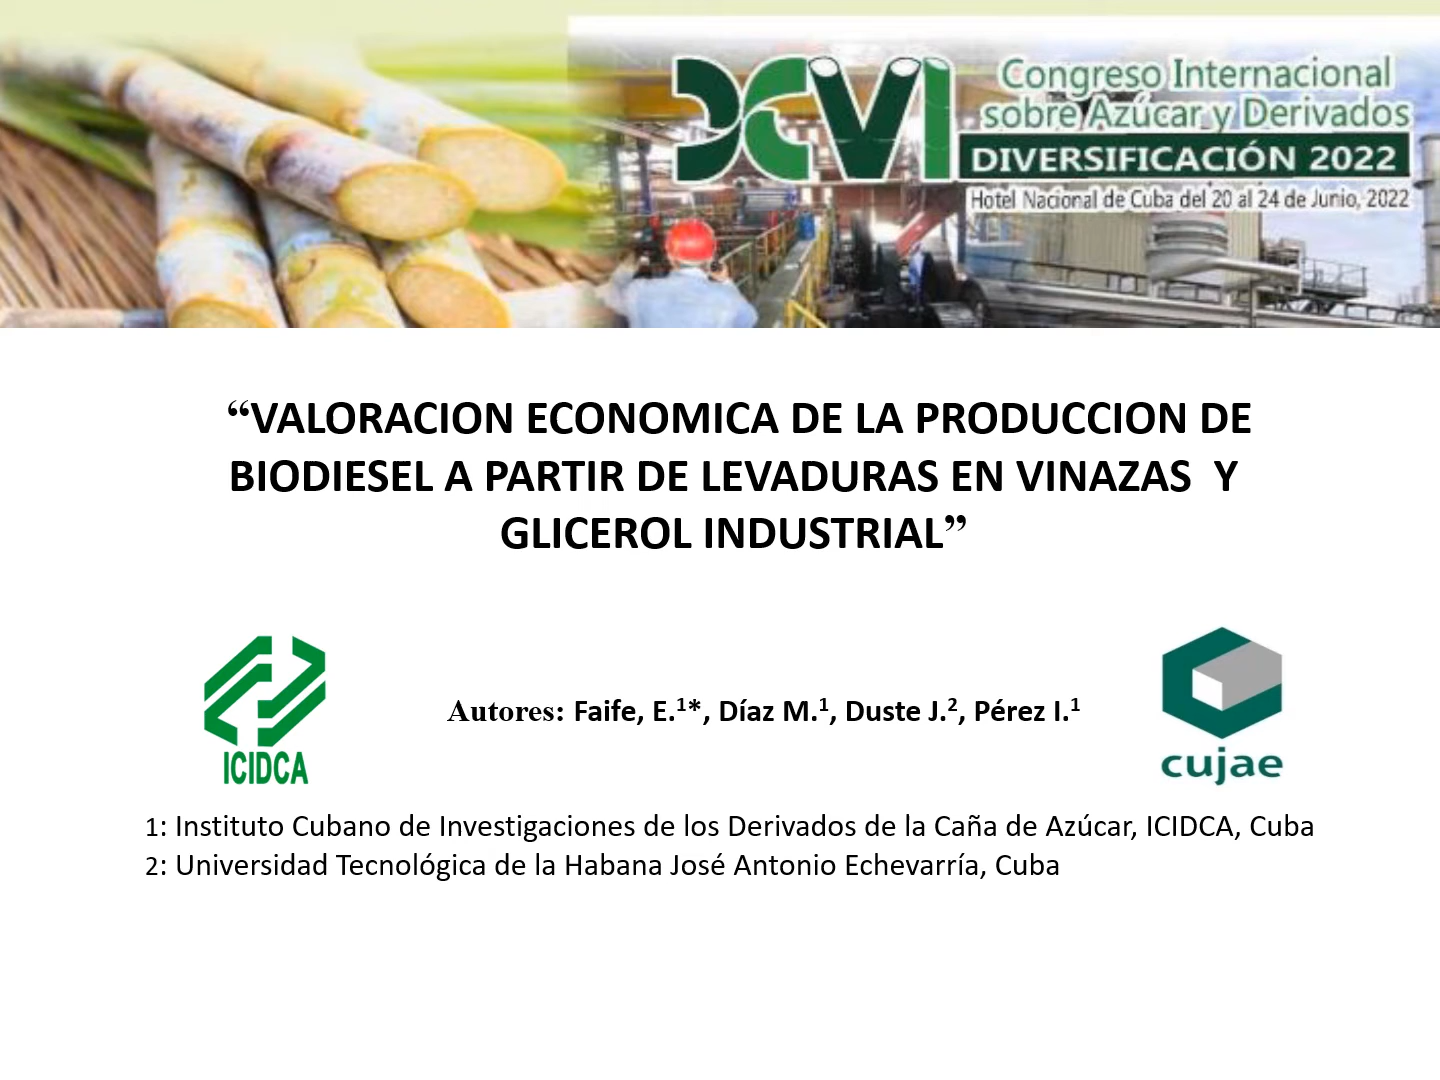 XVI
Congreso Internacional
sobre Azúcar y Derivados
DIVERSIFICACIÓN 2022
Hotel Nacional de Cuba del 20 al 24 de Junio, 2022
“VALORACION ECONOMICA DE LA PRODUCCION DE
BIODIESEL A PARTIR DE LEVADURAS EN VINAZAS Y
GLICEROL INDUSTRIAL”
ICIDCA
Autores: Faife, E.¹*, Díaz M.¹, Duste J.², Pérez I.¹
cujae
1: Instituto Cubano de Investigaciones de los Derivados de la Caña de Azúcar, ICIDCA, Cuba
2: Universidad Tecnológica de la Habana José Antonio Echevarría, Cuba